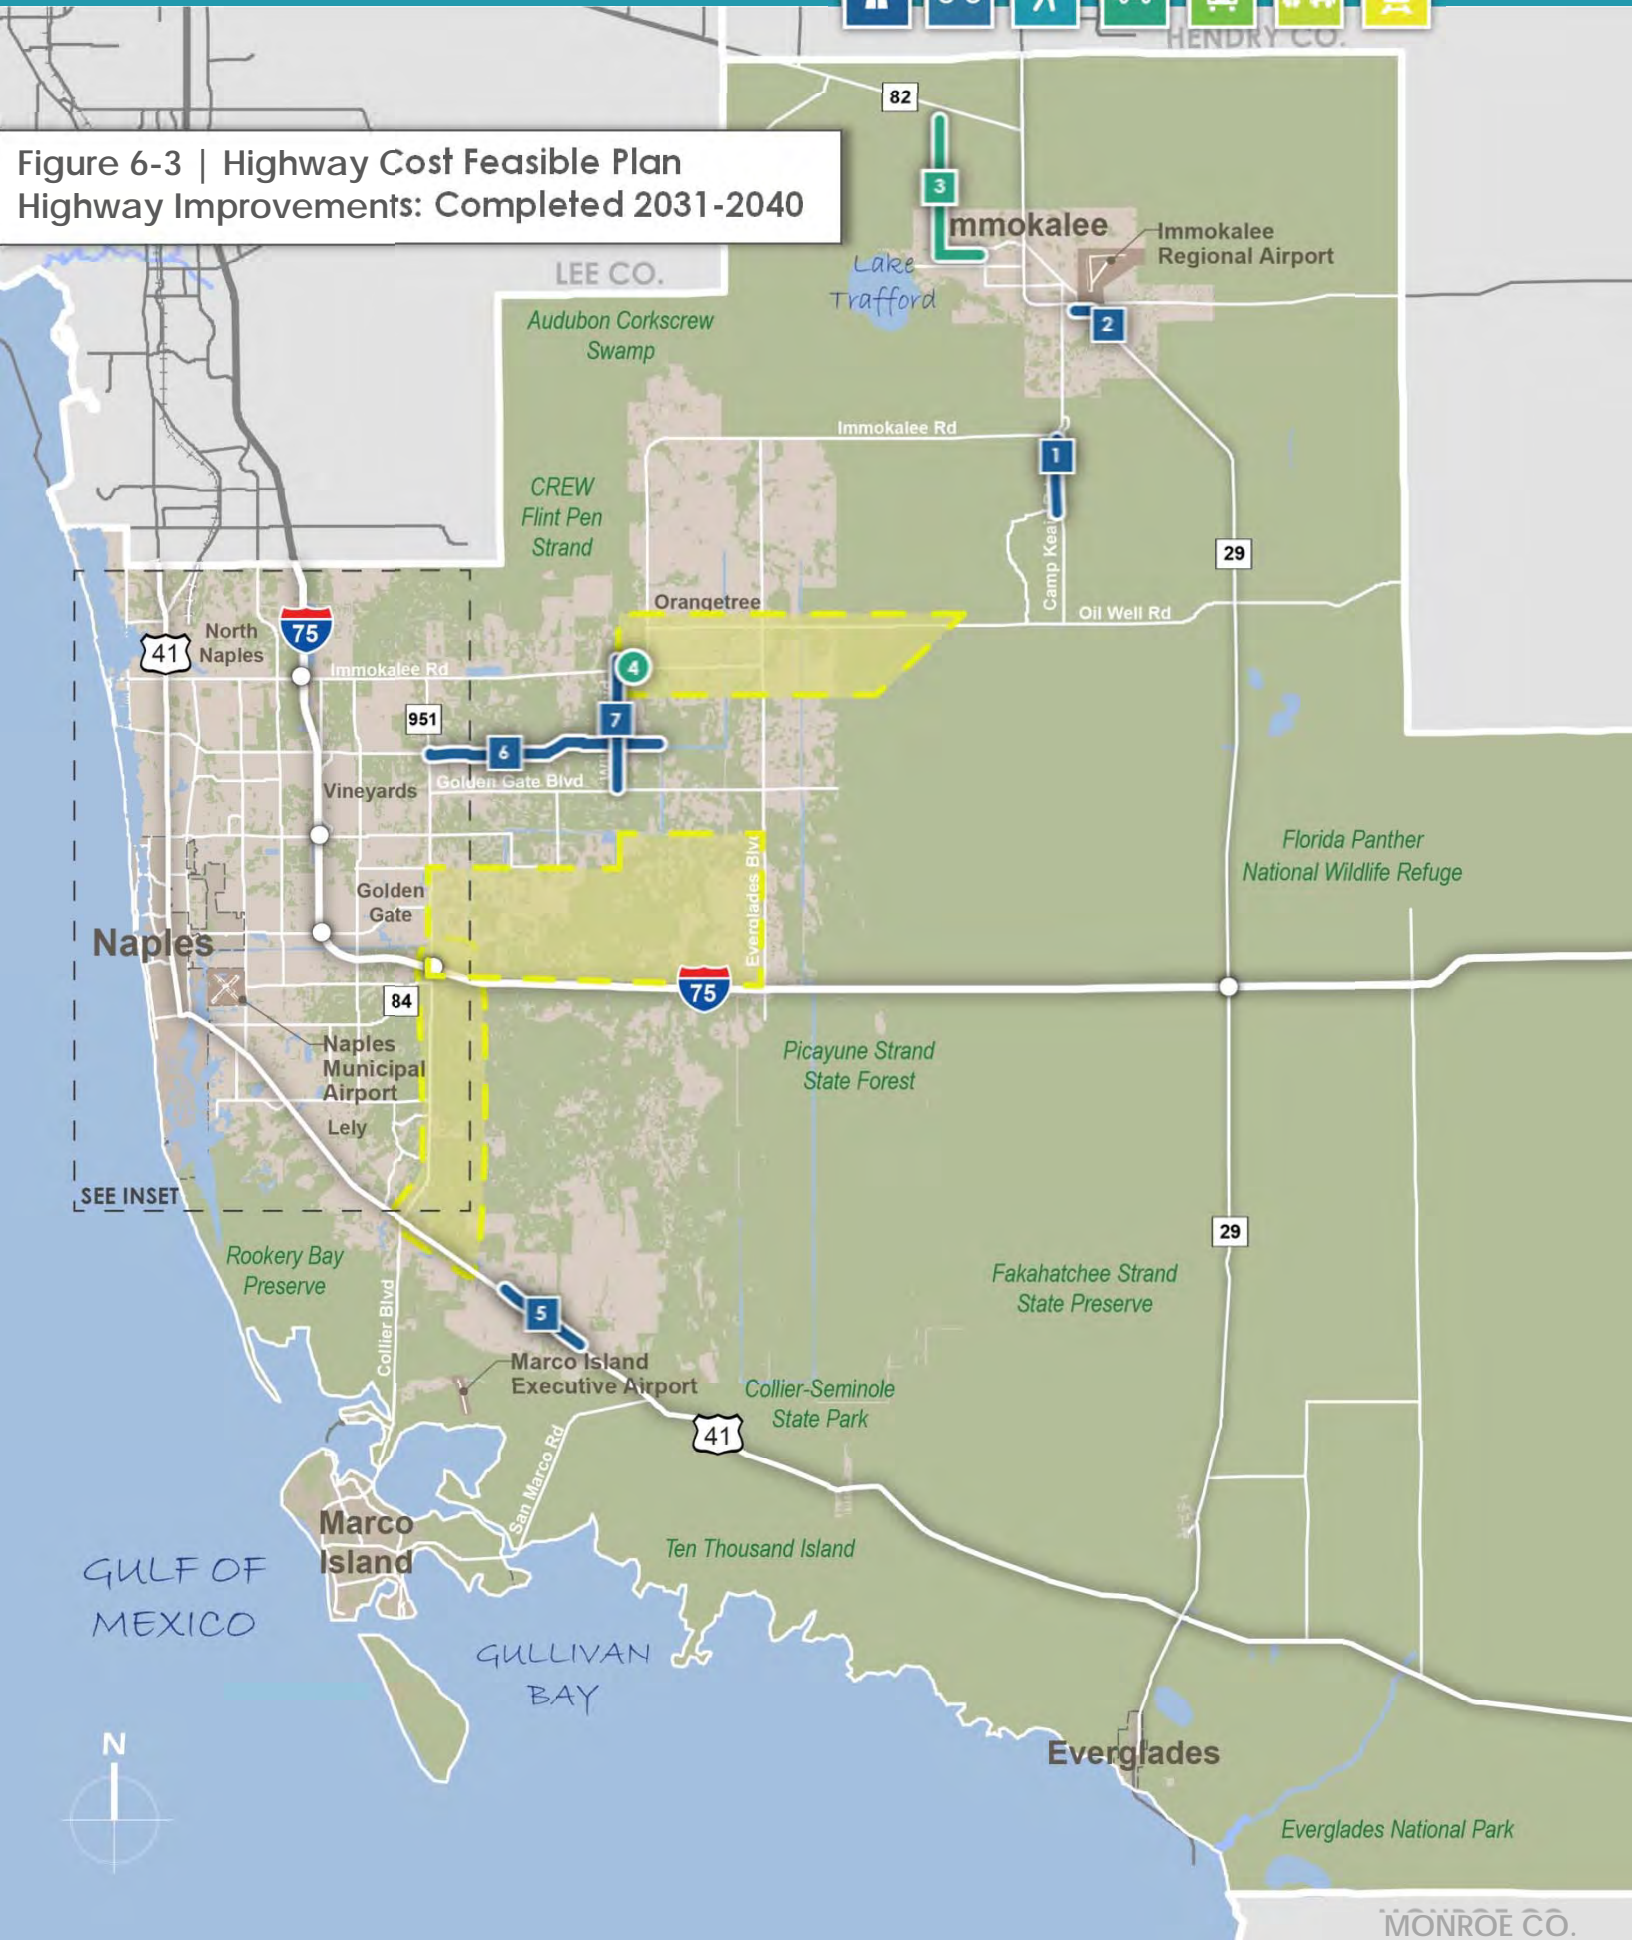 HENDRY CO.
82
Figure 6-3 | Highway Cost Feasible Plan
Highway Improvements: Completed 2031-2040
3
mmokalee
Immokalee
Regional Airport
LEE CO.
Lake
Trafford
2
Audubon Corkscrew
Swamp
Immokalee Rd
1
CREW
Flint Pen
Strand
29
Camp Keai
Orangetree
Oil Well Rd
North
Naples
75
41
Immokalee Rd
4
951
7
6
Golden Gate Blvd
Vineyards
Everglades Blvd
Florida Panther
National Wildlife Refuge
Golden
Gate
Naples
75
84
Naples
Municipal
Airport
Picayune Strand
State Forest
Lely
SEE INSET
29
Rookery Bay
Preserve
Fakahatchee Strand
State Preserve
Collier Blvd
5
Marco Island
Executive Airport
Collier-Seminole
State Park
41
San Marco Rd
Marco
Island
Ten Thousand Island
GULF OF
MEXICO
GULLIVAN
BAY
N
Everglades
Everglades National Park
MONROE CO.